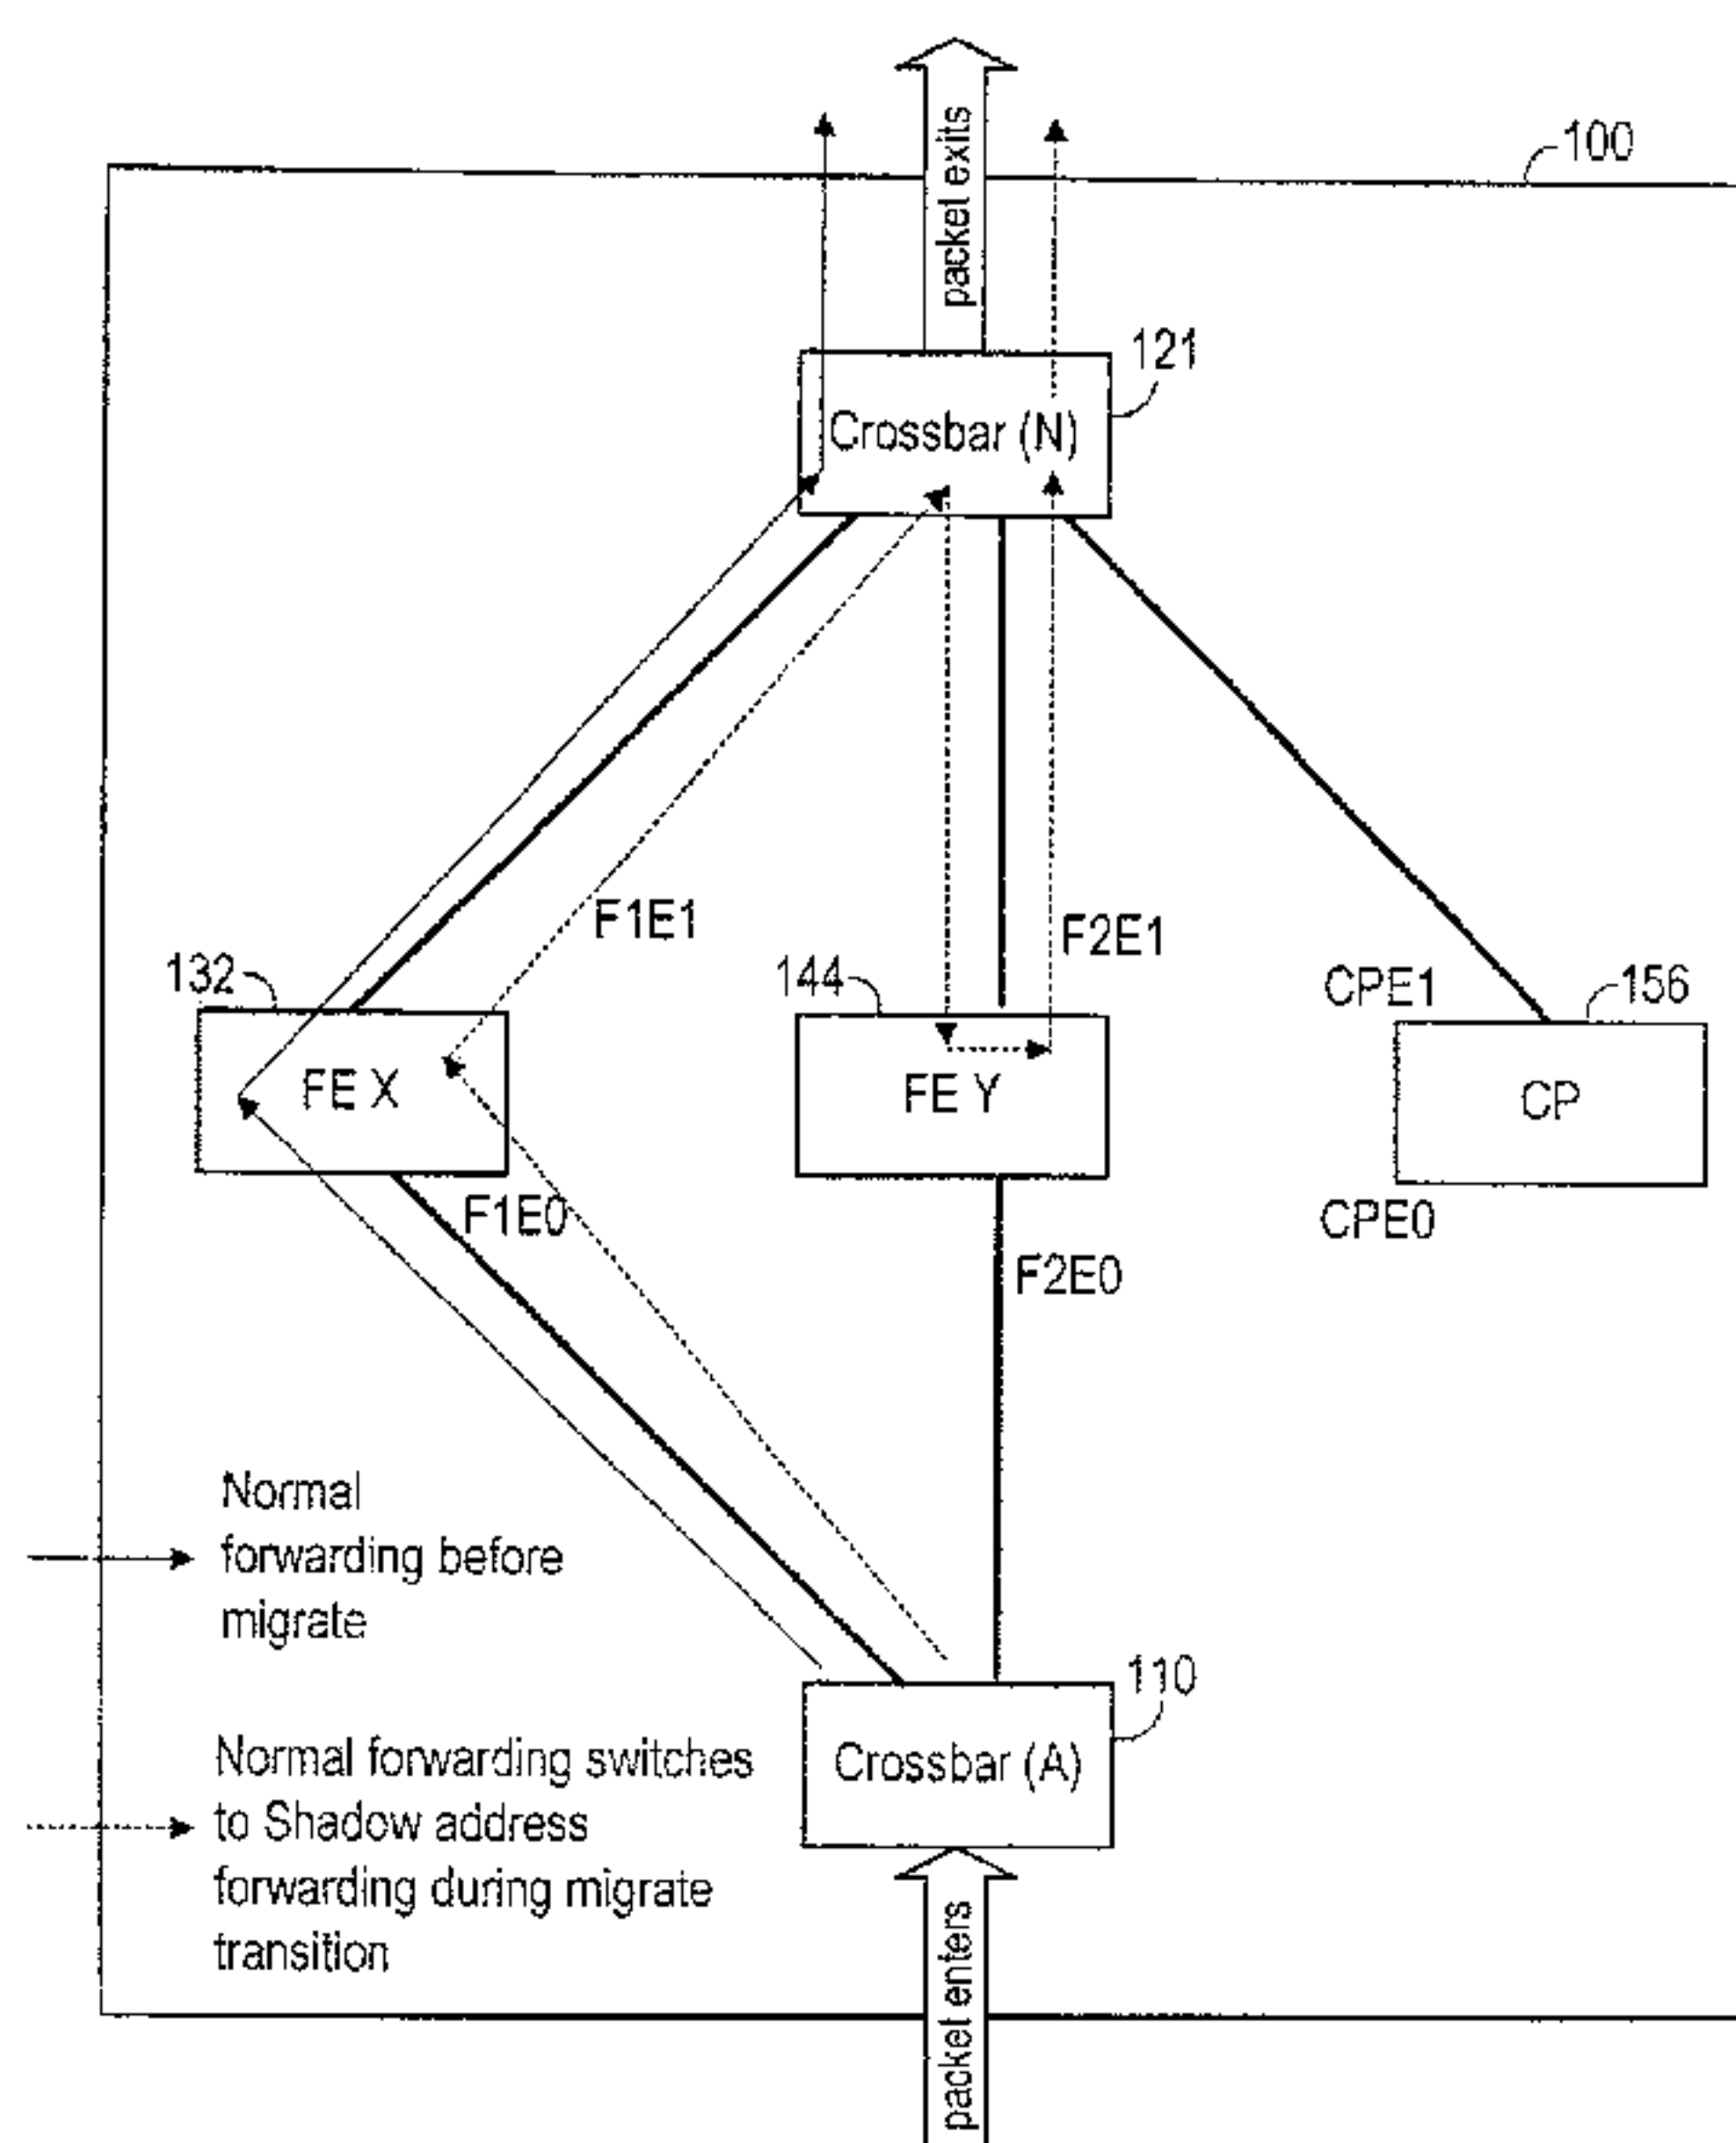 packet exits
100
121
Crossbar (N)
F1E1
F2E1
132
144
CPE1
156
FE X
FE Y
CP
F1E0
CPE0
F2E0
Normal
forwarding before
migrate
110
Normal forwarding switches
to Shadow address
forwarding during migrate
transition
Crossbar (A)
packet enters